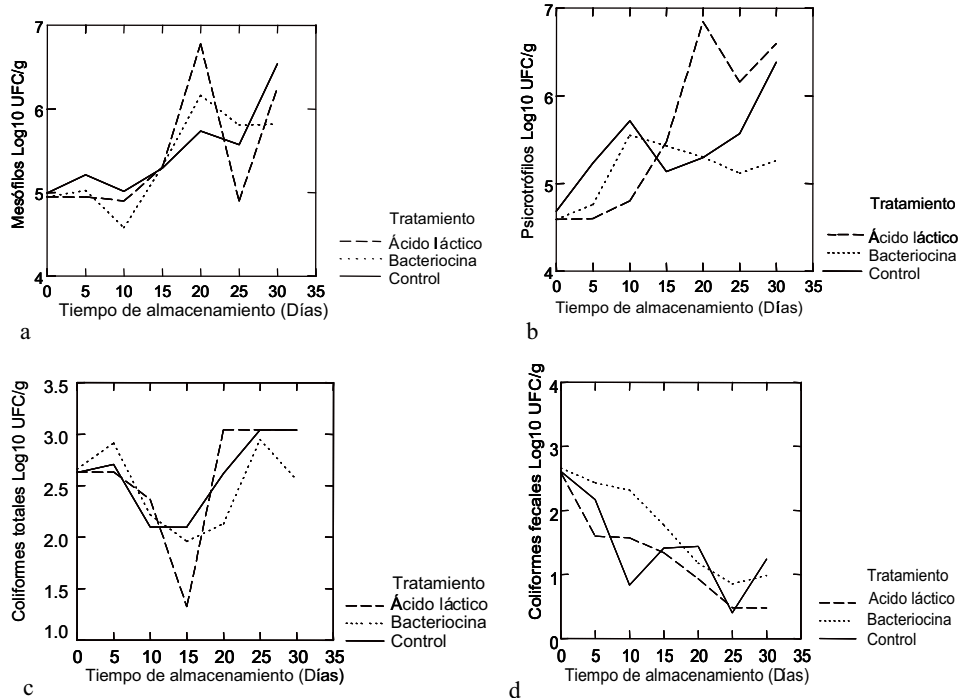 Mesófilos Log10 UFC/g
7
6
5
4
0 5 10 15 20 25 30 35
Tiempo de almacenamiento (Días)
Tratamiento
Ácido láctico
Bacteriocina
Control
a
Psicrotrófilos Log10 UFC/g
7
6
5
4
0 5 10 15 20 25 30 35
Tiempo de almacenamiento (Días)
Tratamiento
Ácido láctico
Bacteriocina
Control
b
Coliformes totales Log10 UFC/g
3.5
3.0
2.5
2.0
1.5
1.0
0 5 10 15 20 25 30 35
Tiempo de almacenamiento (Días)
Tratamiento
Ácido láctico
Bacteriocina
Control
c
Coliformes fecales Log10 UFC/g
4
3
2
1
0
0 5 10 15 20 25 30 35
Tiempo de almacenamiento (Días)
Tratamiento
Acido láctico
Bacteriocina
Control
d